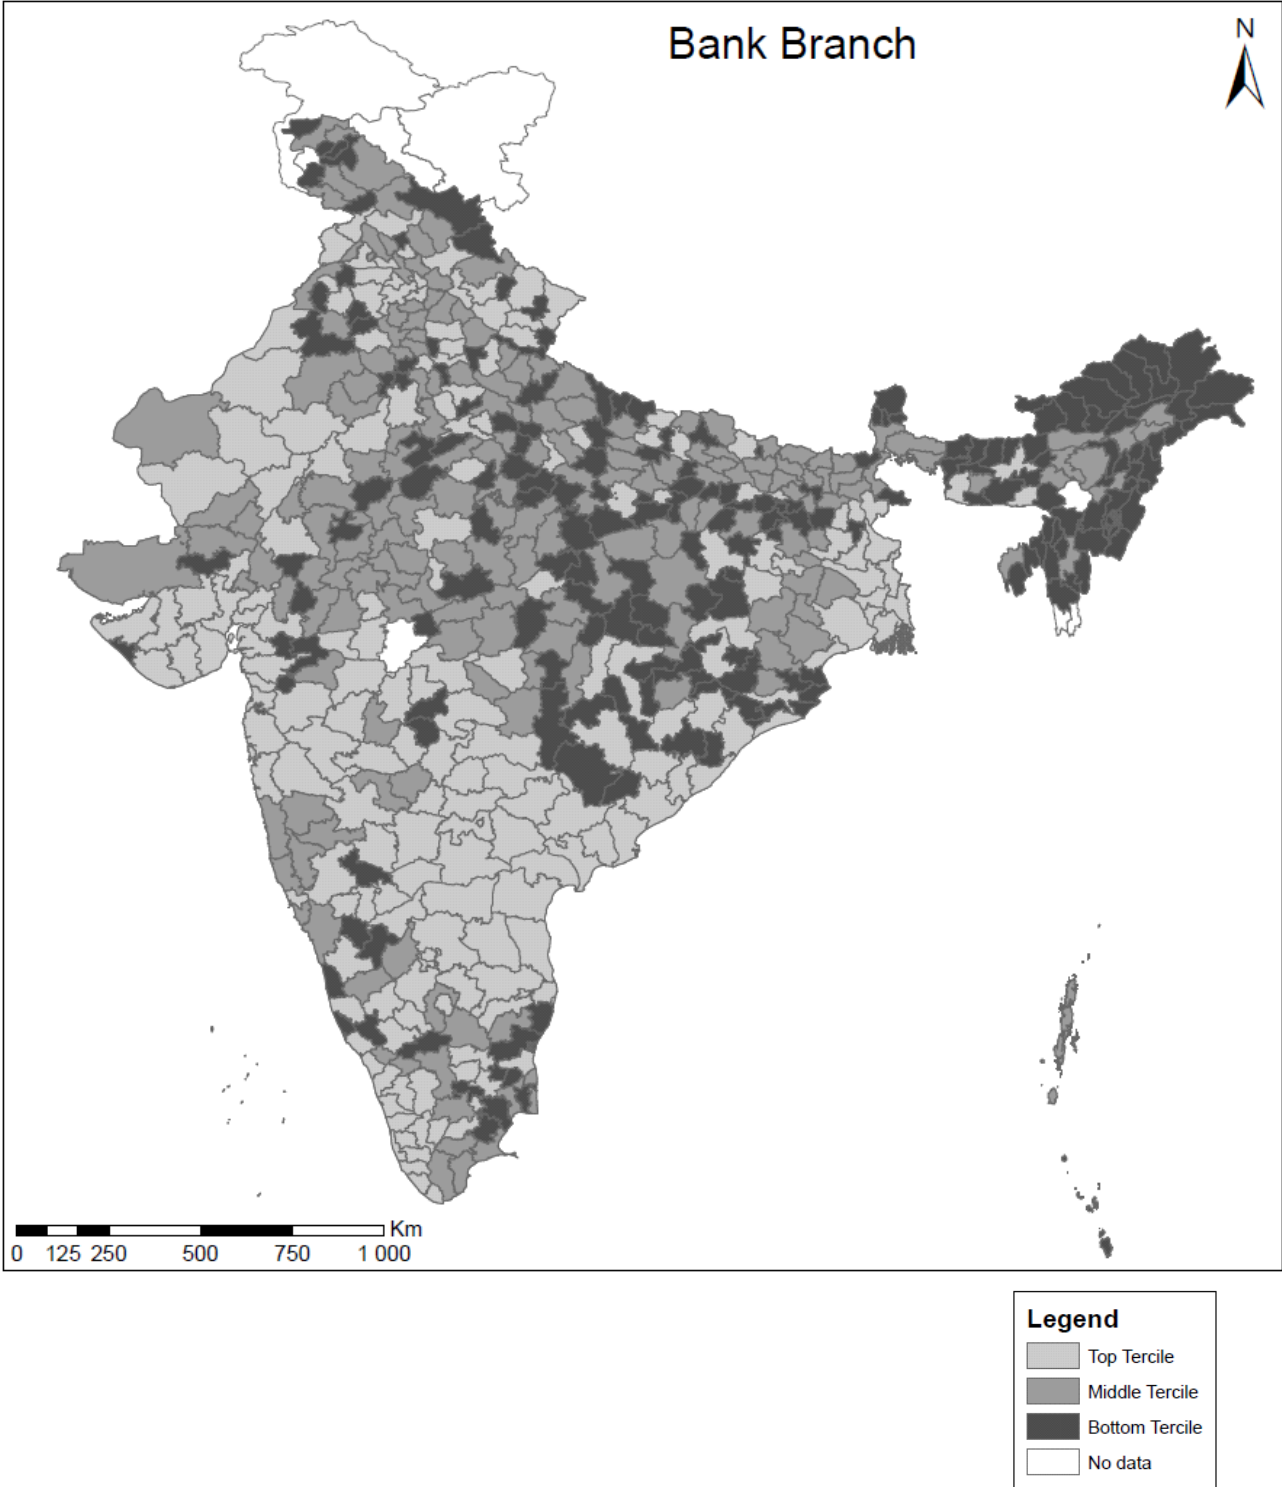 Bank Branch
N
Km
0 125 250 500 750 1 000
Legend
Top Tercile
Middle Tercile
Bottom Tercile
No data